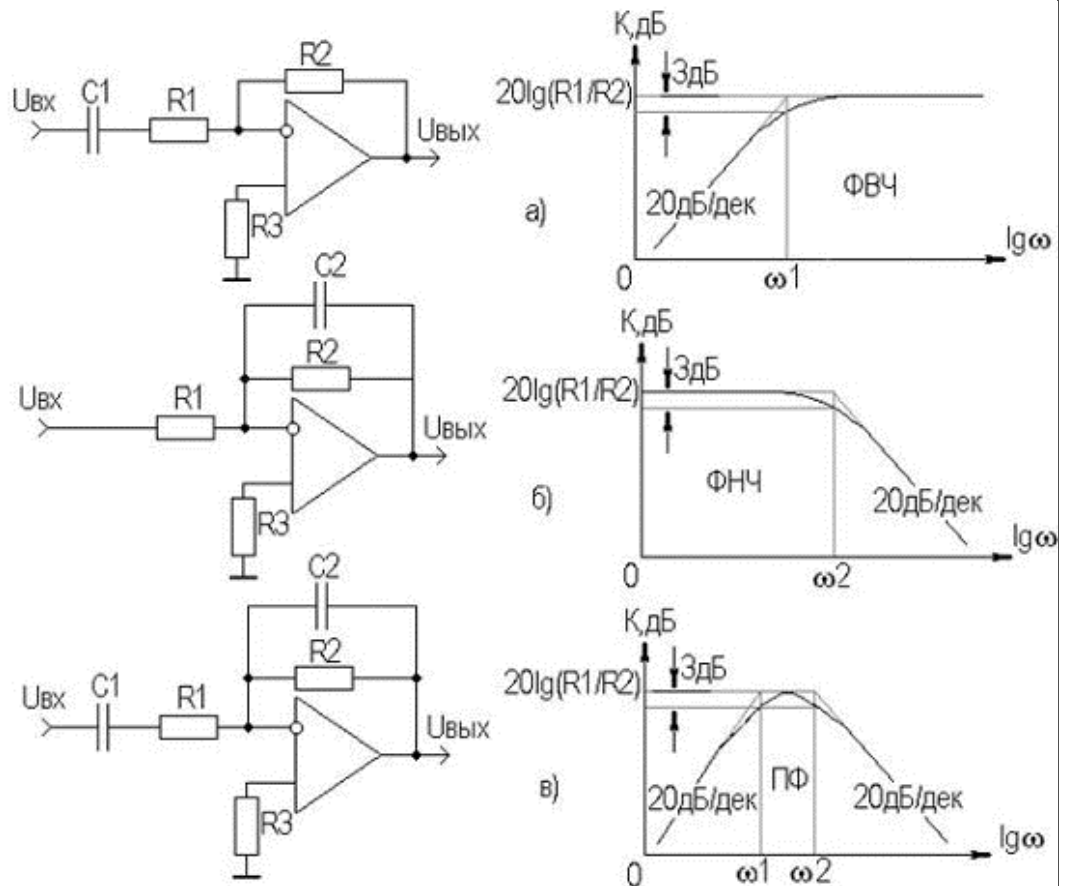 C1
R1
R2
Uвх
Uвых
R3
а)
К,дБ
3дБ
20lg(R1/R2)
20дБ/дек
ФВЧ
lgω
0
ω1
C2
R2
Uвх
R1
Uвых
R3
б)
К,дБ
3дБ
20lg(R1/R2)
ФНЧ
20дБ/дек
lgω
0
ω2
C2
R2
Uвх
C1
R1
Uвых
R3
в)
К,дБ
3дБ
20lg(R1/R2)
20дБ/дек
ПФ
20дБ/дек
lgω
0
ω1
ω2